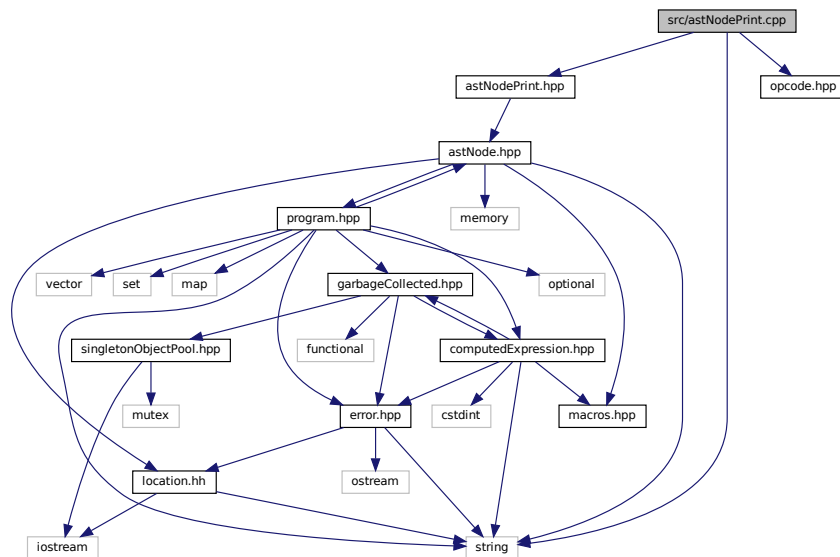 src/astNodePrint.cpp
astNodePrint.hpp
opcode.hpp
astNode.hpp
program.hpp
memory
vector
set
map
garbageCollected.hpp
optional
singletonObjectPool.hpp
functional
computedExpression.hpp
mutex
error.hpp
cstdint
macros.hpp
location.hh
ostream
iostream
string